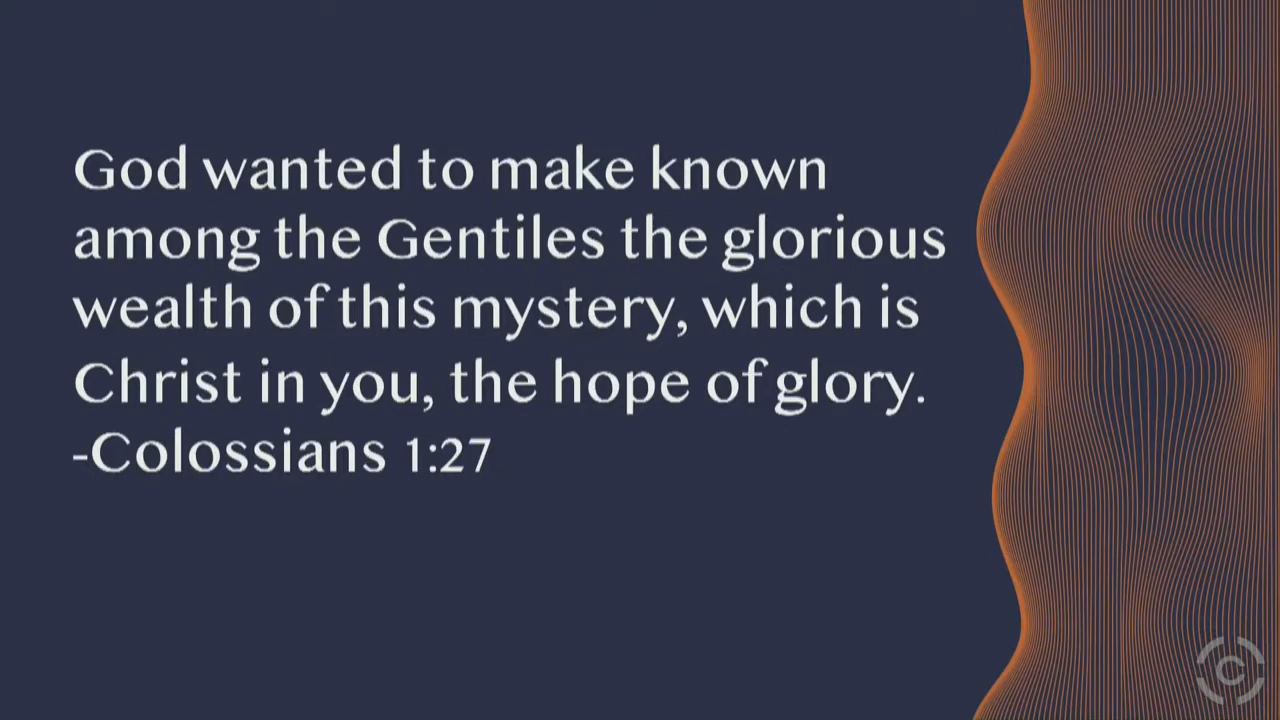 God wanted to make known
among the Gentiles the glorious
wealth of this mystery, which is
Christ in you, the hope of glory.
-Colossians 1:27
C